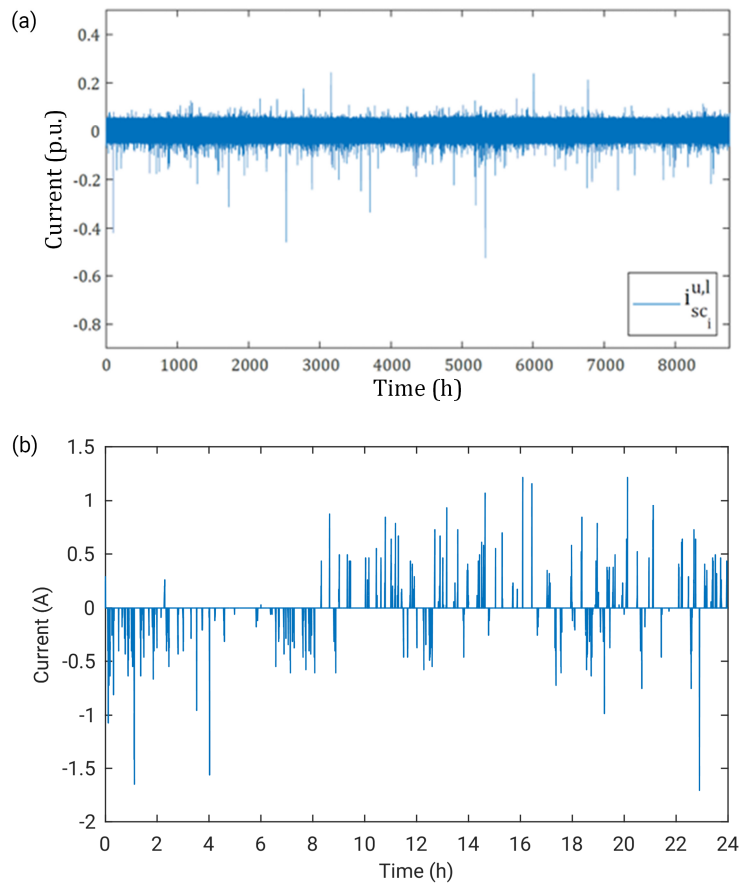 (a)
0.4
0.2
0
-0.2
-0.4
-0.6
-0.8
Current (p.u.)
i u,l sc i
0 1000 2000 3000 4000 5000 6000 7000 8000
Time (h)
(b)
1.5
1
0.5
0
-0.5
-1
-1.5
-2
Current (A)
0 2 4 6 8 10 12 14 16 18 20 22 24
Time (h)